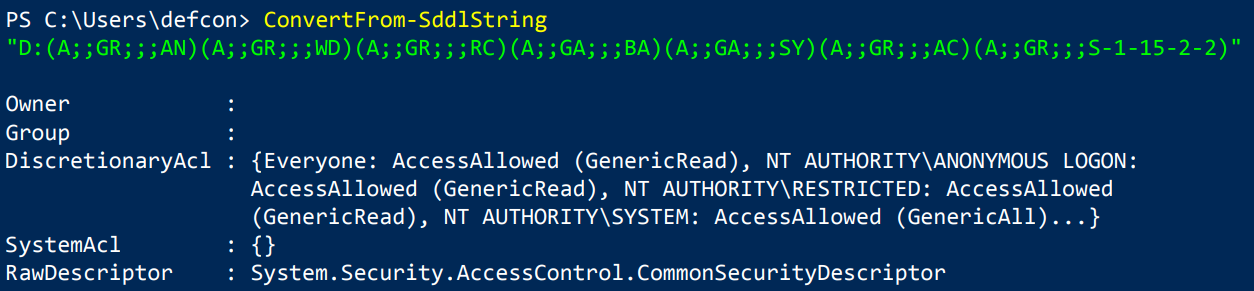 PS C:\Users\defcon> ConvertFrom-SddlString
"D:(A;;GR;;;AN)(A;;GR;;;WD)(A;;GR;;;RC)(A;;GA;;;BA)(A;;GA;;;SY)(A;;GR;;;AC)(A;;GR;;;S-1-15-2-2)"
Owner :
Group :
DiscretionaryAcl : {Everyone: AccessAllowed (GenericRead), NT AUTHORITY\ANONYMOUS LOGON:
AccessAllowed (GenericRead), NT AUTHORITY\RESTRICTED: AccessAllowed
(GenericRead), NT AUTHORITY\SYSTEM: AccessAllowed (GenericAll)...}
SystemAcl : {}
RawDescriptor : System.Security.AccessControl.CommonSecurityDescriptor